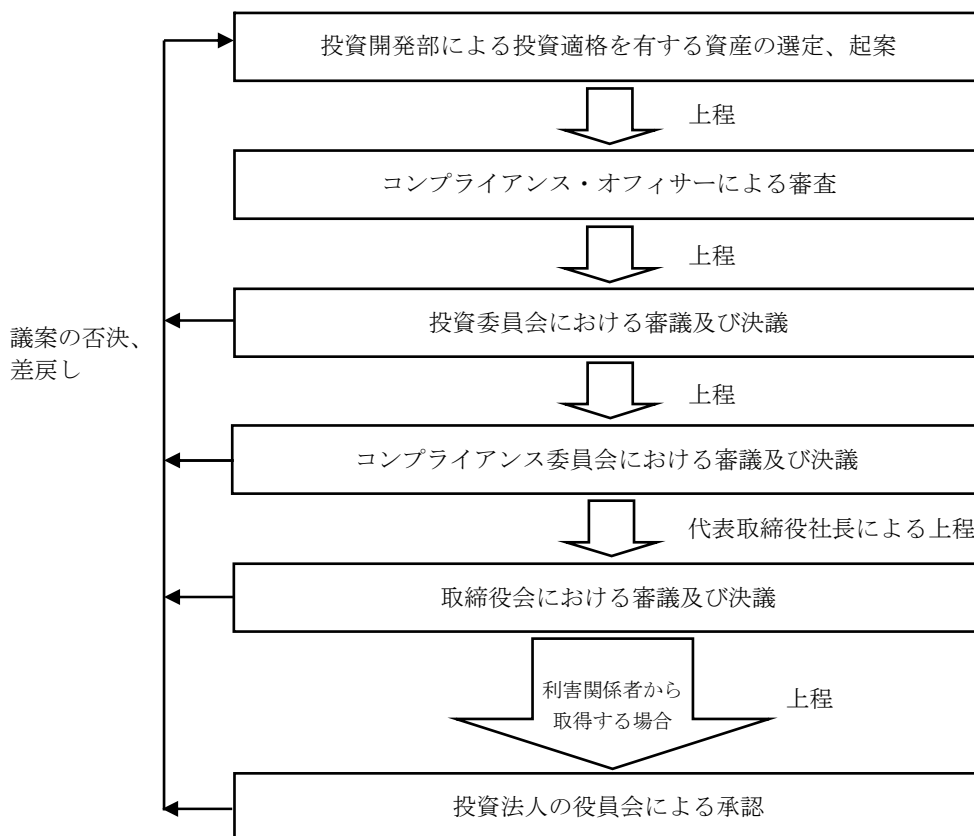 投資開発部による投資適格を有する資産の選定、起案
上程
コンプライアンス・オフィサーによる審査
上程
投資委員会における審議及び決議
議案の否決、
差戻し
上程
コンプライアンス委員会における審議及び決議
代表取締役社長による上程
取締役会における審議及び決議
利害関係者から
取得する場合
上程
投資法人の役員会による承認